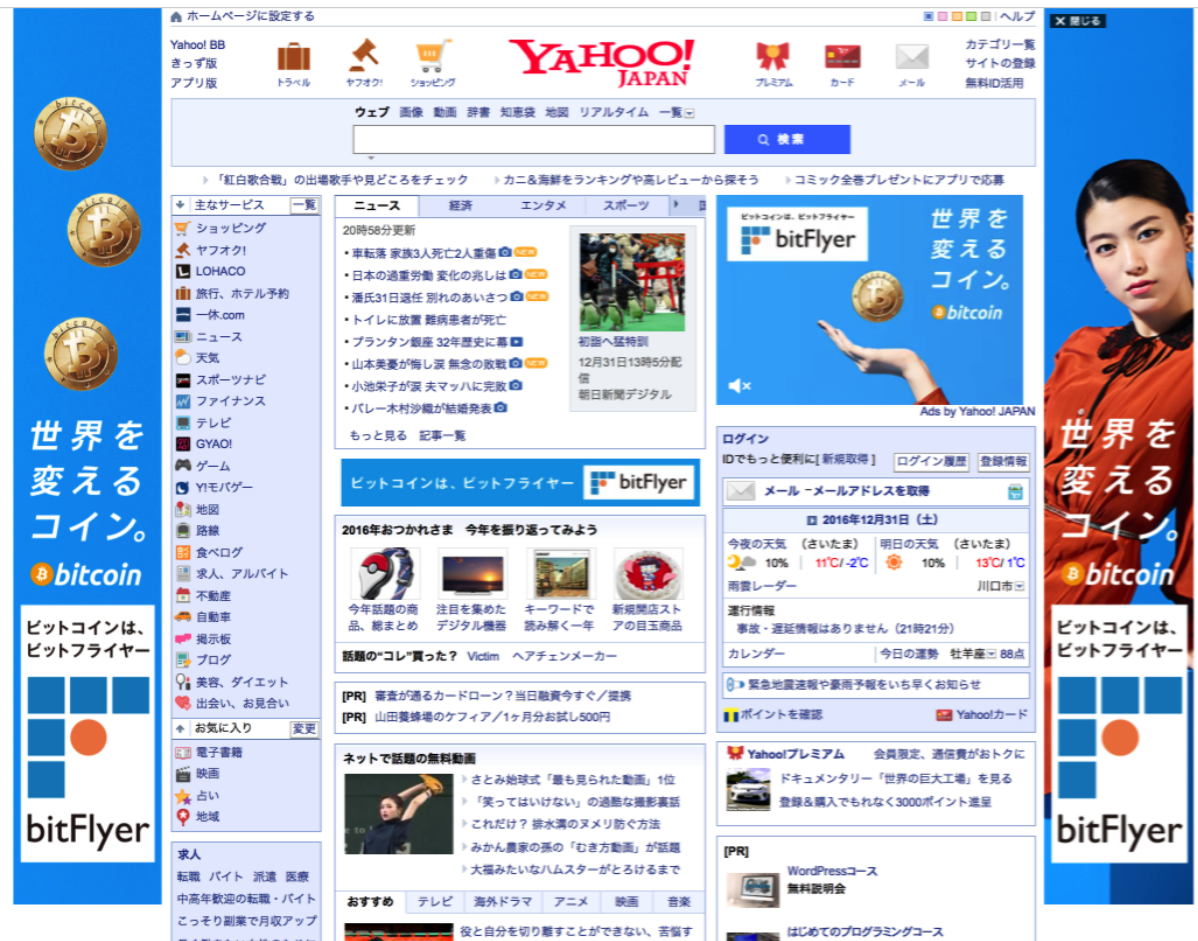 ホームページに設定する
ヘルプ
× 閉じる
Yahoo! BB
きっず版
アプリ版
トラベル
ヤフオク!
ショッピング
YAHOO!
JAPAN
プレミアム
カード
メール
カテゴリ一覧
サイトの登録
無料ID活用
ウェブ 画像 動画 辞書 知恵袋 地図 リアルタイム 一覧
検索
「紅白歌合戦」の出場歌手や見どころをチェック
カニ&海鮮をランキングや高レビューから探そう
コミック全巻プレゼントにアプリで応募
主なサービス 一覧
ショッピング
ヤフオク!
LOHACO
旅行、ホテル予約
一休.com
ニュース
天気
スポーツナビ
ファイナンス
テレビ
GYAO!
ゲーム
Y!モバゲー
地図
路線
食べログ
求人、アルバイト
不動産
自動車
掲示板
ブログ
美容、ダイエット
出会い、お見合い
お気に入り 変更
電子書籍
映画
占い
地域
求人
転職 バイト 派遣 医療
中高年歓迎の転職・バイト
こっそり副業で月収アップ
ニュース 経済 エンタメ スポーツ
20時58分更新
・車転落 家族3人死亡2人重傷 NEW
・日本の過重労働 変化の兆しは NEW
・潘氏31日退任 別れのあいさつ NEW
・トイレに放置 難病患者が死亡
・プランタン銀座 32年歴史に幕
・山本美憂が悔し涙 無念の敗戦 NEW
・小池栄子が涙 夫マッハに完敗
・バレー木村沙織が結婚発表
もっと見る 記事一覧
初詣へ猛特訓
12月31日13時5分配
信
朝日新聞デジタル
ビットコインは、ビットフライヤー
bitFlyer
2016年おつかれさま 今年を振り返ってみよう
今年話題の商
品、総まとめ
注目を集めた
デジタル機器
キーワードで
読み解く一年
新規開店スト
アの目玉商品
話題の"コレ"買った? Victim ヘアチェンメーカー
[PR] 審査が通るカードローン?当日融資今すぐ/提携
[PR] 山田養蜂場のケフィア/1ヶ月分お試し500円
ネットで話題の無料動画
さとみ始球式「最も見られた動画」1位
「笑ってはいけない」の過酷な撮影裏話
これだけ? 排水溝のヌメリ防ぐ方法
みかん農家の孫の「むき方動画」が話題
大福みたいなハムスターがとろけるまで
おすすめ テレビ 海外ドラマ アニメ 映画 音楽
役と自分を切り離すことができない、苦悩す
ビットコインは、ビットフライヤー
bitFlyer
世界を
変える
コイン。
bitcoin
Ads by Yahoo! JAPAN
ログイン
IDでもっと便利に[ 新規取得 ] ログイン履歴 登録情報
メール -メールアドレスを取得
2016年12月31日(土)
今夜の天気 (さいたま) 明日の天気 (さいたま)
10% 11℃/-2℃ 10% 13℃/1℃
雨雲レーダー 川口市
運行情報
事故・遅延情報はありません(21時21分)
カレンダー 今日の運勢 牡羊座 88点
緊急地震速報や豪雨予報をいち早くお知らせ
ポイントを確認 Yahoo!カード
Yahoo!プレミアム 会員限定、通信費がおトクに
ドキュメンタリー「世界の巨大工場」を見る
登録&購入でもれなく3000ポイント進呈
[PR]
WordPressコース
無料説明会
はじめてのプログラミングコース
bitcoin
bitcoin
bitcoin
世界を
変える
コイン。
bitcoin
ビットコインは、
ビットフライヤー
bitFlyer
世界を
変える
コイン。
bitcoin
ビットコインは、
ビットフライヤー
bitFlyer